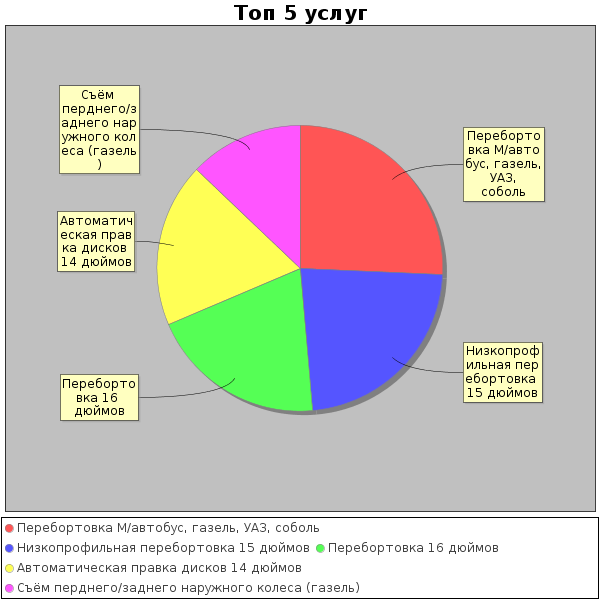 Топ 5 услуг
Съём
перднего/з
аднего нар
ужного кол
еса (газель
)
Переборто
вка М/авто
бус, газель,
УАЗ,
соболь
Автоматич
еская прав
ка дисков
14 дюймов
Низкопроф
ильная пер
ебортовка
15 дюймов
Переборто
вка 16
дюймов
Перебортовка М/автобус, газель, УАЗ, соболь
Низкопрофильная перебортовка 15 дюймов Перебортовка 16 дюймов
Автоматическая правка дисков 14 дюймов
Съём перднего/заднего наружного колеса (газель)